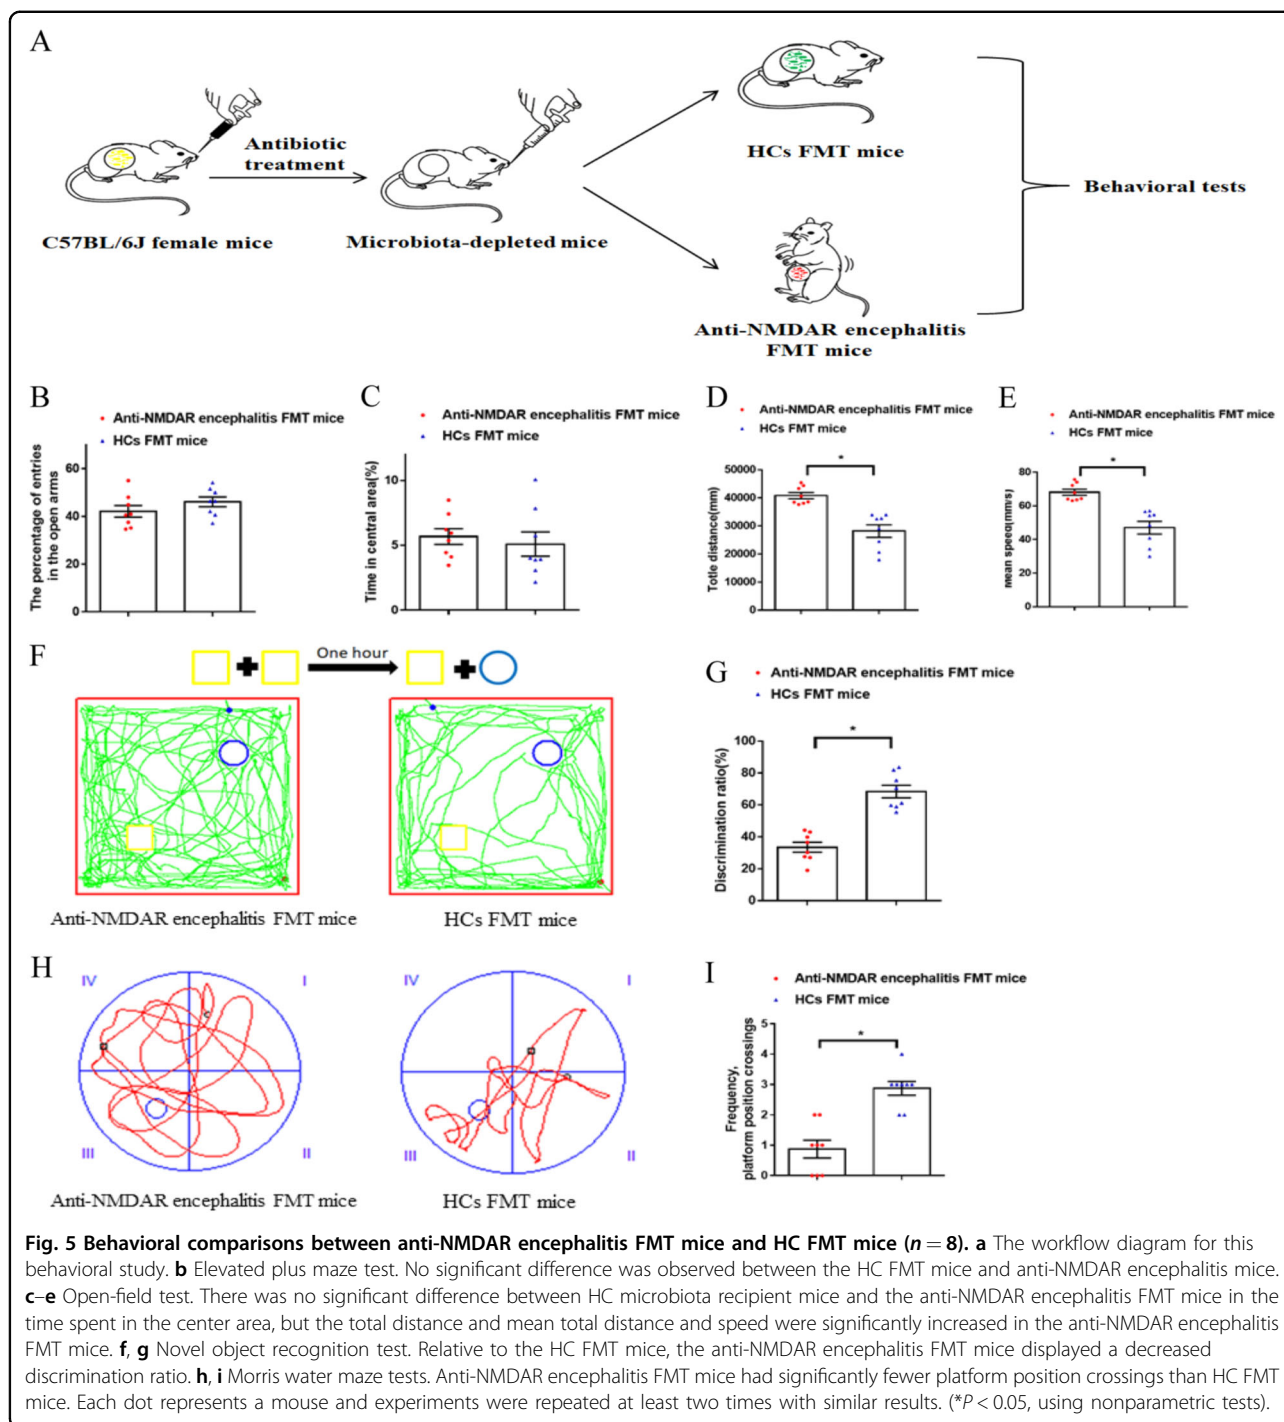 A
Antibiotic
treatment
C57BL/6J female mice
Microbiota-depleted mice
HCs FMT mice
Anti-NMDAR encephalitis
FMT mice
Behavioral tests
B
Anti-NMDAR encephalitis FMT mice
HCs FMT mice
The percentage of entries
in the open arms
60
40
20
0
C
Anti-NMDAR encephalitis FMT mice
HCs FMT mice
Time in central area(%)
10
5
0
D
Anti-NMDAR encephalitis FMT mice
HCs FMT mice
Totle distance(mm)
50000
40000
30000
20000
10000
0
*
E
Anti-NMDAR encephalitis FMT mice
HCs FMT mice
Mean speed(mm/s)
80
60
40
20
0
*
F
One hour
Anti-NMDAR encephalitis FMT mice
HCs FMT mice
G
Anti-NMDAR encephalitis FMT mice
HCs FMT mice
Discrimination ratio(%)
100
80
60
40
20
0
*
H
IV
I
III
II
Anti-NMDAR encephalitis FMT mice
IV
I
III
II
HCs FMT mice
I
Anti-NMDAR encephalitis FMT mice
HCs FMT mice
Frequency,
platform position crossings
5
4
3
2
1
0
*
Fig. 5 Behavioral comparisons between anti-NMDAR encephalitis FMT mice and HC FMT mice (n = 8). a The workflow diagram for this
behavioral study. b Elevated plus maze test. No significant difference was observed between the HC FMT mice and anti-NMDAR encephalitis mice.
c–e Open-field test. There was no significant difference between HC microbiota recipient mice and the anti-NMDAR encephalitis FMT mice in the
time spent in the center area, but the total distance and mean total distance and speed were significantly increased in the anti-NMDAR encephalitis
FMT mice. f, g Novel object recognition test. Relative to the HC FMT mice, the anti-NMDAR encephalitis FMT mice displayed a decreased
discrimination ratio. h, i Morris water maze tests. Anti-NMDAR encephalitis FMT mice had significantly fewer platform position crossings than HC FMT
mice. Each dot represents a mouse and experiments were repeated at least two times with similar results. (*P < 0.05, using nonparametric tests).